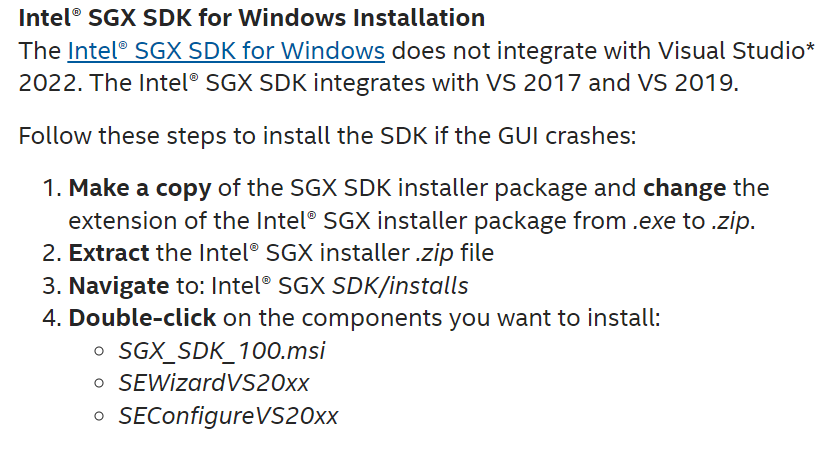 Intel® SGX SDK for Windows Installation
The Intel® SGX SDK for Windows does not integrate with Visual Studio*
2022. The Intel® SGX SDK integrates with VS 2017 and VS 2019.
Follow these steps to install the SDK if the GUI crashes:
1. Make a copy of the SGX SDK installer package and change the
extension of the Intel® SGX installer package from .exe to .zip.
2. Extract the Intel® SGX installer .zip file
3. Navigate to: Intel® SGX SDK/installs
4. Double-click on the components you want to install:
○ SGX_SDK_100.msi
○ SEWizardVS20xx
○ SEConfigureVS20xx